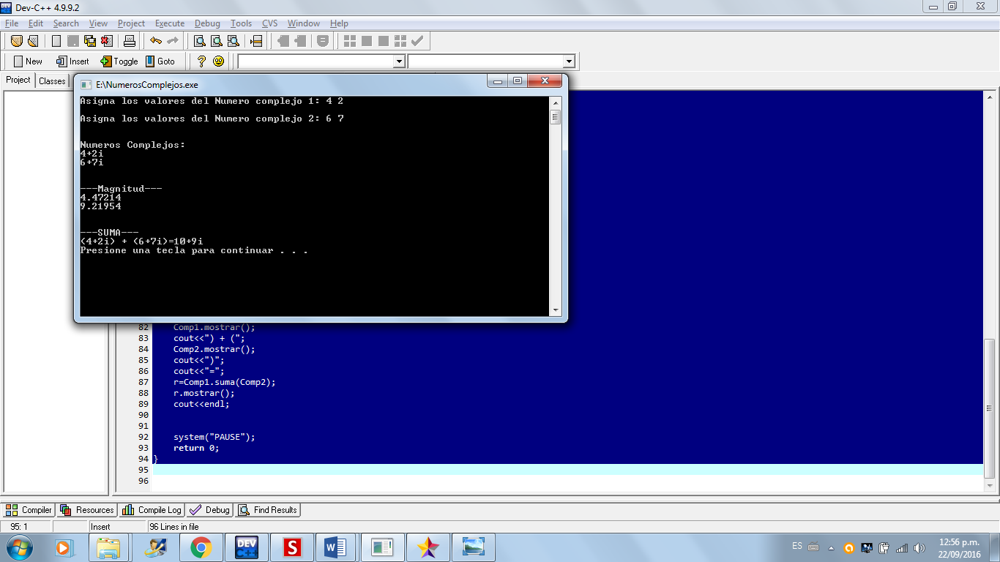 Dev-C++ 4.9.9.2
File Edit Search View Project Execute Debug Tools CVS Window Help
New Insert Toggle Goto
Project Classes
E:\NumerosComplejos.exe
Asigna los valores del Numero complejo 1: 4 2
Asigna los valores del Numero complejo 2: 6 7
Numeros Complejos:
4+2i
6+7i
---Magnitud---
4.47214
9.21954
---SUMA---
(4+2i) + (6+7i)=10+9i
Presione una tecla para continuar . . .
82 Comp1.mostrar();
83 cout<<") + (";
84 Comp2.mostrar();
85 cout<<")";
86 cout<<"=";
87 r=Comp1.suma(Comp2);
88 r.mostrar();
89 cout<<endl;
90
91
92 system("PAUSE");
93 return 0;
94 }
95
96
Compiler Resources Compile Log Debug Find Results
95: 1 Insert 96 Lines in file
DEV C++ S W ES 12:56 p.m.
22/09/2016